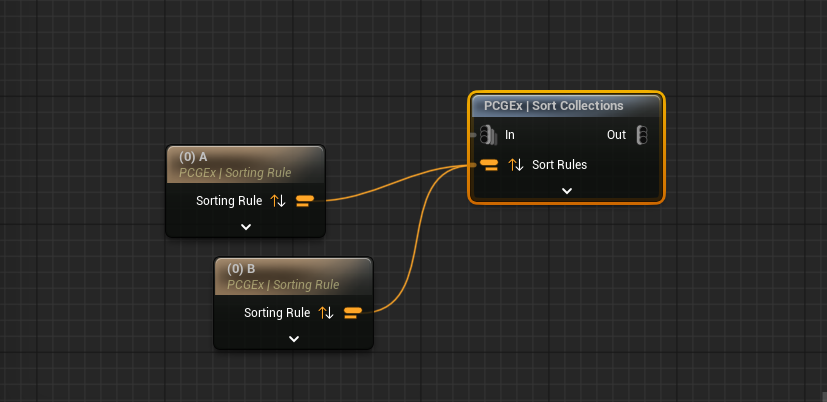 PCGEx | Sort Collections
In
Out
Sort Rules
(0) A
PCGEx | Sorting Rule
Sorting Rule
(0) B
PCGEx | Sorting Rule
Sorting Rule